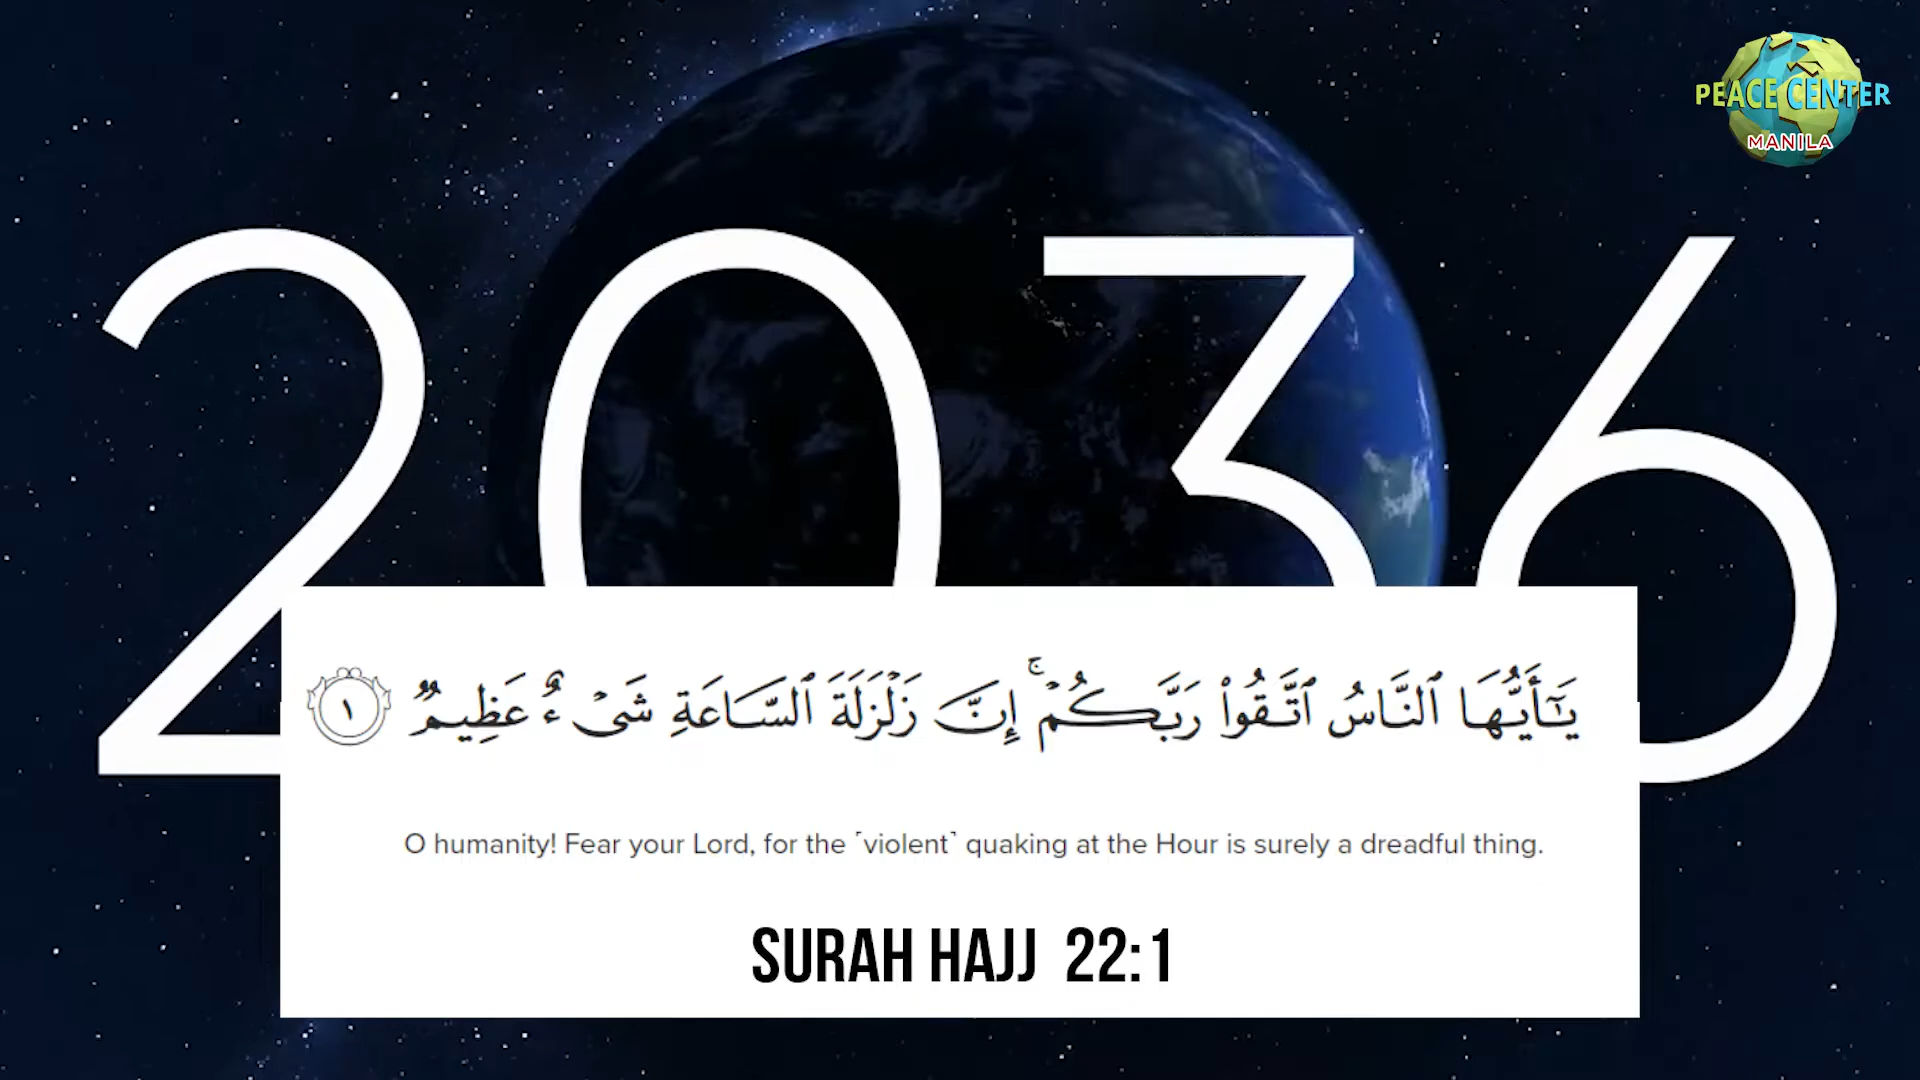 PEACE CENTER
MANILA
2036
يَـٰٓأَيُّهَا ٱلنَّاسُ ٱتَّقُوا۟ رَبَّكُمْ ۚ إِنَّ زَلْزَلَةَ ٱلسَّاعَةِ شَىْءٌ عَظِيمٌۭ ١
O humanity! Fear your Lord, for the ˹violent˺ quaking at the Hour is surely a dreadful thing.
SURAH HAJJ 22:1